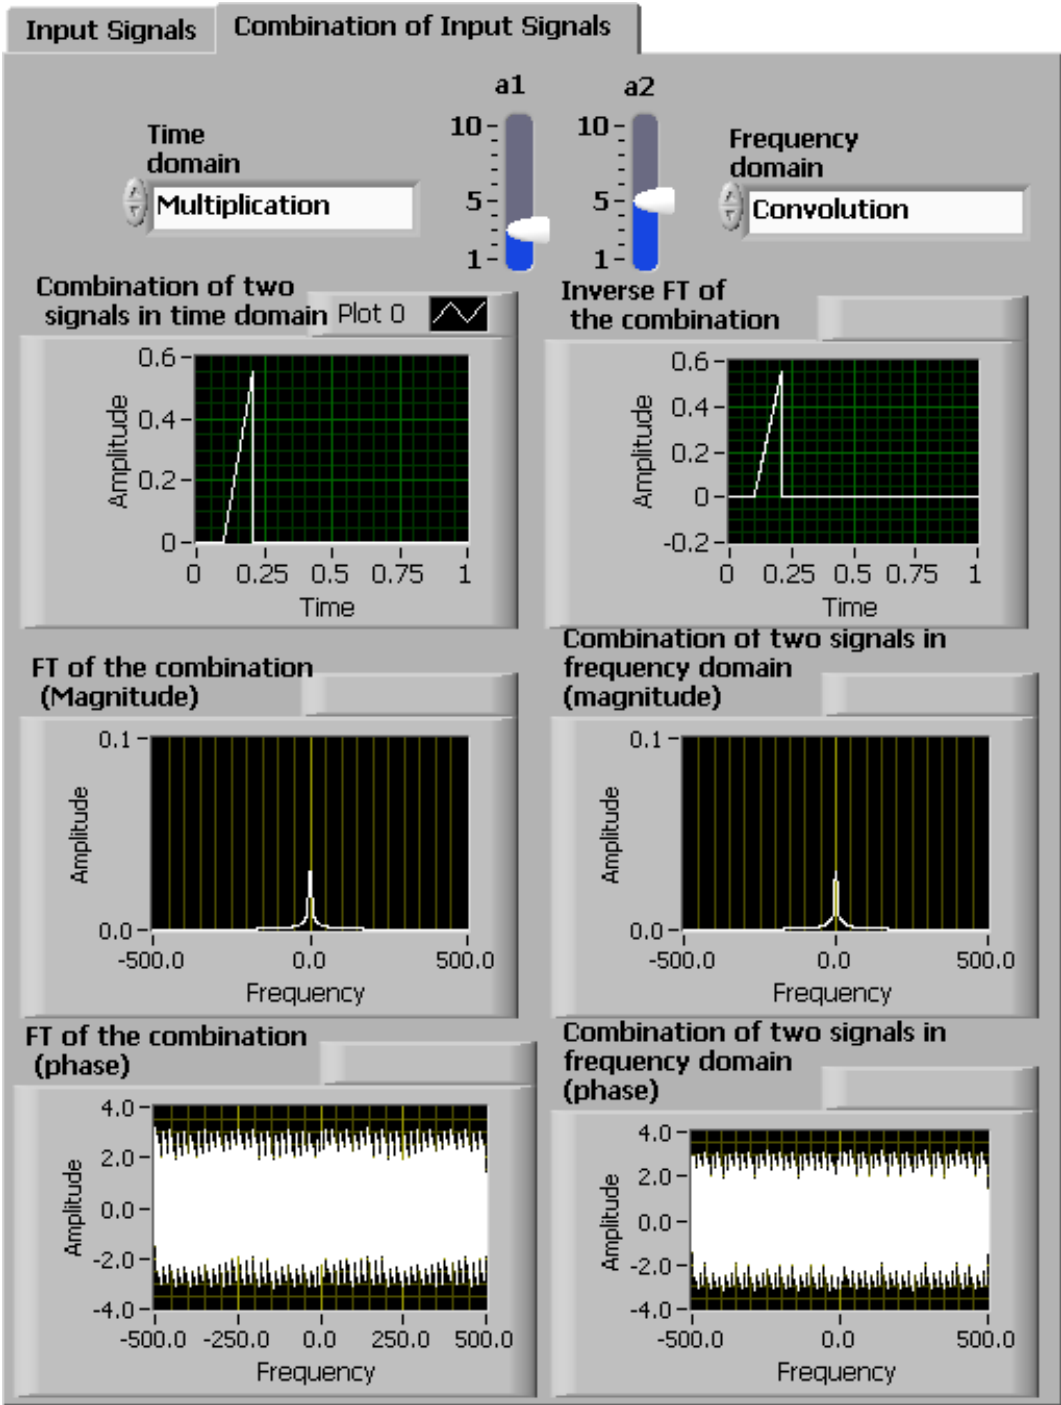 Input Signals
Combination of Input Signals
a1
a2
Time
domain
Multiplication
10
5
1
10
5
1
Frequency
domain
Convolution
Combination of two
signals in time domain
Plot 0
0.6
0.4
0.2
0
Amplitude
0 0.25 0.5 0.75 1
Time
Inverse FT of
the combination
0.6
0.4
0.2
0
-0.2
Amplitude
0 0.25 0.5 0.75 1
Time
FT of the combination
(Magnitude)
0.1
0.0
Amplitude
-500.0 0.0 500.0
Frequency
Combination of two signals in
frequency domain
(magnitude)
0.1
0.0
Amplitude
-500.0 0.0 500.0
Frequency
FT of the combination
(phase)
4.0
2.0
0.0
-2.0
-4.0
Amplitude
-500.0 -250.0 0.0 250.0 500.0
Frequency
Combination of two signals in
frequency domain
(phase)
4.0
2.0
0.0
-2.0
-4.0
Amplitude
-500.0 0.0 500.0
Frequency